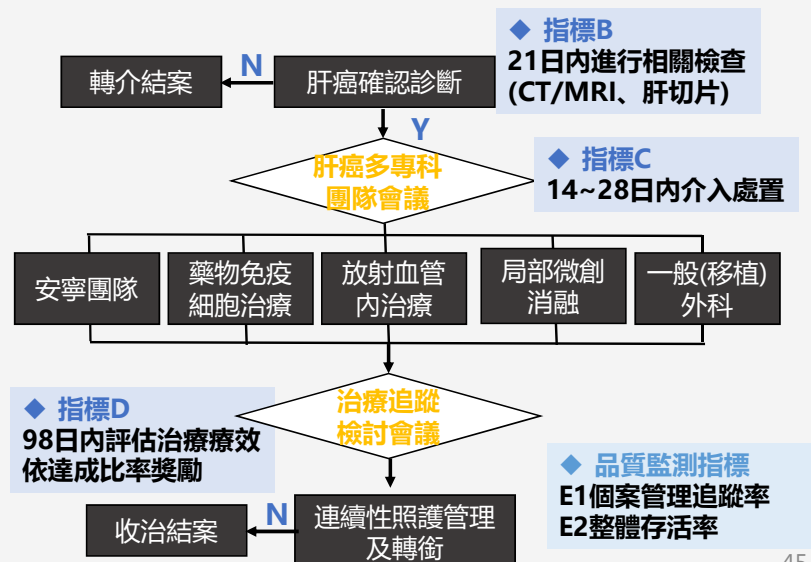 ◆ 指標B
21日內進行相關檢查
(CT/MRI、肝切片)
轉介結案
N
肝癌確認診斷
Y
肝癌多專科
團隊會議
◆ 指標C
14~28日內介入處置
安寧團隊
藥物免疫
細胞治療
放射血管
內治療
局部微創
消融
一般(移植)
外科
治療追蹤
檢討會議
◆ 指標D
98日內評估治療療效
依達成比率獎勵
◆ 品質監測指標
E1個案管理追蹤率
E2整體存活率
收治結案
N
連續性照護管理
及轉銜
45